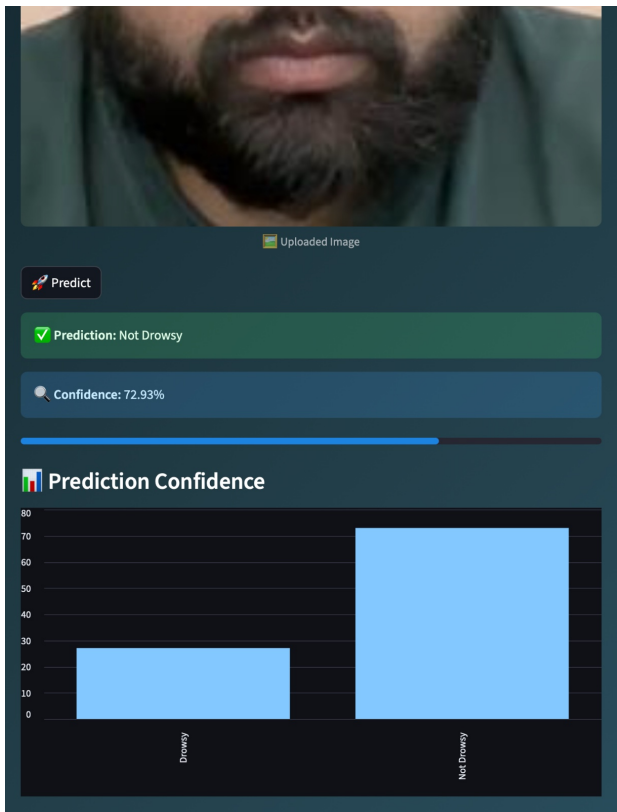 🖼️ Uploaded Image
🚀 Predict
✅ Prediction: Not Drowsy
🔍 Confidence: 72.93%
📊 Prediction Confidence
80
70
60
50
40
30
20
10
0
Drowsy
Not Drowsy